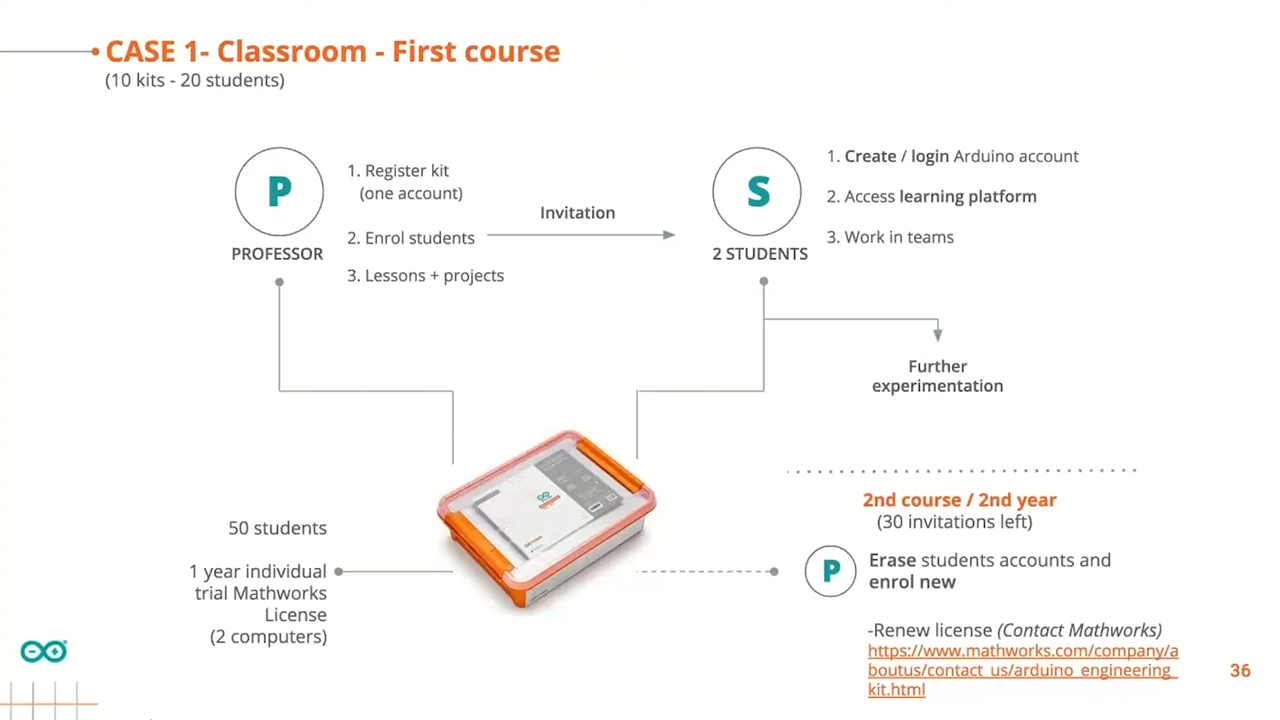 CASE 1- Classroom - First course
(10 kits - 20 students)
P
PROFESSOR
1. Register kit
(one account)
2. Enrol students
3. Lessons + projects
Invitation
S
2 STUDENTS
1. Create / login Arduino account
2. Access learning platform
3. Work in teams
Further
experimentation
50 students
1 year individual
trial Mathworks
License
(2 computers)
2nd course / 2nd year
(30 invitations left)
P
Erase students accounts and
enrol new
-Renew license (Contact Mathworks)
https://www.mathworks.com/company/a
boutus/contact_us/arduino_engineering_
kit.html
36